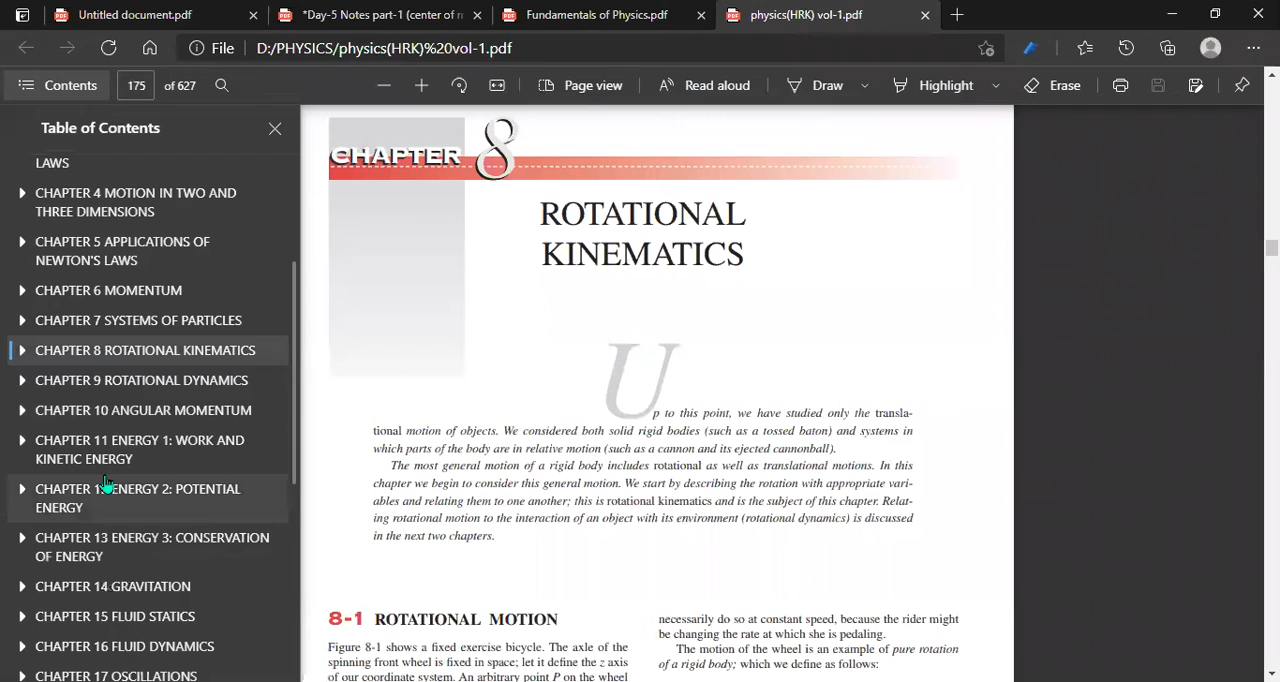 Untitled document.pdf
*Day-5 Notes part-1 (center of m
Fundamentals of Physics.pdf
physics(HRK) vol-1.pdf
File D:/PHYSICS/physics(HRK)%20vol-1.pdf
Contents 175 of 627 Page view Read aloud Draw Highlight Erase
Table of Contents
LAWS
CHAPTER 4 MOTION IN TWO AND
THREE DIMENSIONS
CHAPTER 5 APPLICATIONS OF
NEWTON'S LAWS
CHAPTER 6 MOMENTUM
CHAPTER 7 SYSTEMS OF PARTICLES
CHAPTER 8 ROTATIONAL KINEMATICS
CHAPTER 9 ROTATIONAL DYNAMICS
CHAPTER 10 ANGULAR MOMENTUM
CHAPTER 11 ENERGY 1: WORK AND
KINETIC ENERGY
CHAPTER ENERGY 2: POTENTIAL
ENERGY
CHAPTER 13 ENERGY 3: CONSERVATION
OF ENERGY
CHAPTER 14 GRAVITATION
CHAPTER 15 FLUID STATICS
CHAPTER 16 FLUID DYNAMICS
CHAPTER 17 OSCILLATIONS
CHAPTER 8
ROTATIONAL
KINEMATICS
Up to this point, we have studied only the transla-
tional motion of objects. We considered both solid rigid bodies (such as a tossed baton) and systems in
which parts of the body are in relative motion (such as a cannon and its ejected cannonball).
The most general motion of a rigid body includes rotational as well as translational motions. In this
chapter we begin to consider this general motion. We start by describing the rotation with appropriate vari-
ables and relating them to one another; this is rotational kinematics and is the subject of this chapter. Relat-
ing rotational motion to the interaction of an object with its environment (rotational dynamics) is discussed
in the next two chapters.
8-1 ROTATIONAL MOTION
Figure 8-1 shows a fixed exercise bicycle. The axle of the
spinning front wheel is fixed in space; let it define the z axis
of our coordinate system. An arbitrary point P on the wheel
necessarily do so at constant speed, because the rider might
be changing the rate at which she is pedaling.
The motion of the wheel is an example of pure rotation
of a rigid body; which we define as follows: